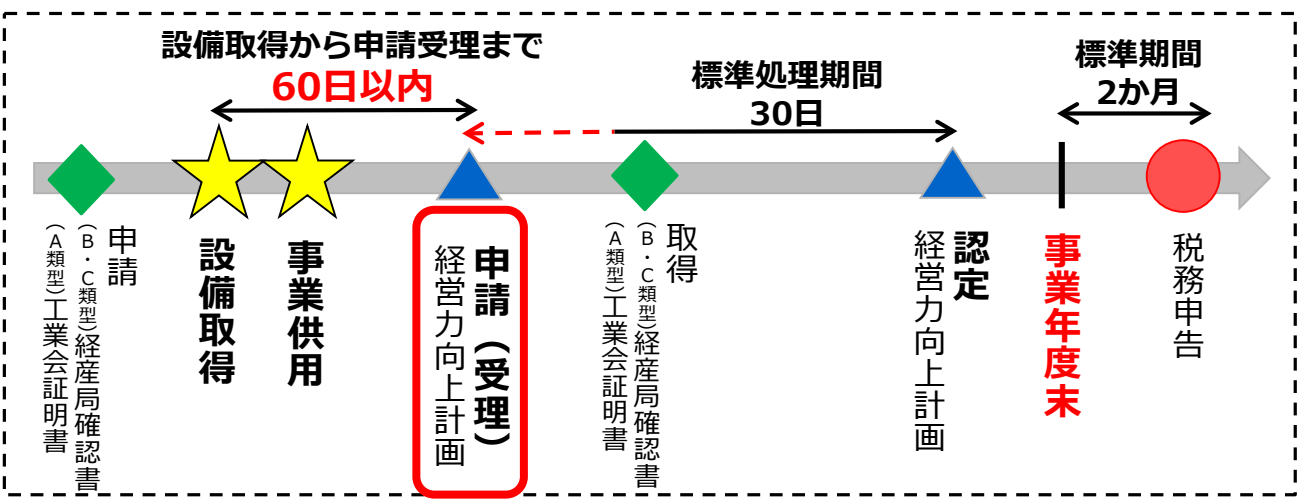 設備取得から申請受理まで
60日以内
標準処理期間
30日
標準期間
2か月
申請
（B・C類型）経産局確認書
（A類型）工業会証明書
設備取得
事業供用
申請（受理）
経営力向上計画
取得
（B・C類型）経産局確認書
（A類型）工業会証明書
認定
経営力向上計画
事業年度末
税務申告